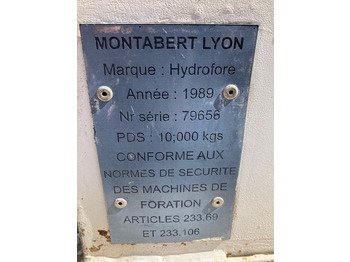 MONTABERT LYON
Marque : Hydrofore
Année : 1989
Nr série : 79656
PDS : 10;000 kgs
CONFORME AUX
NORMES DE SECURITE
DES MACHINES DE
FORATION
ARTICLES 233.69
ET 233.106